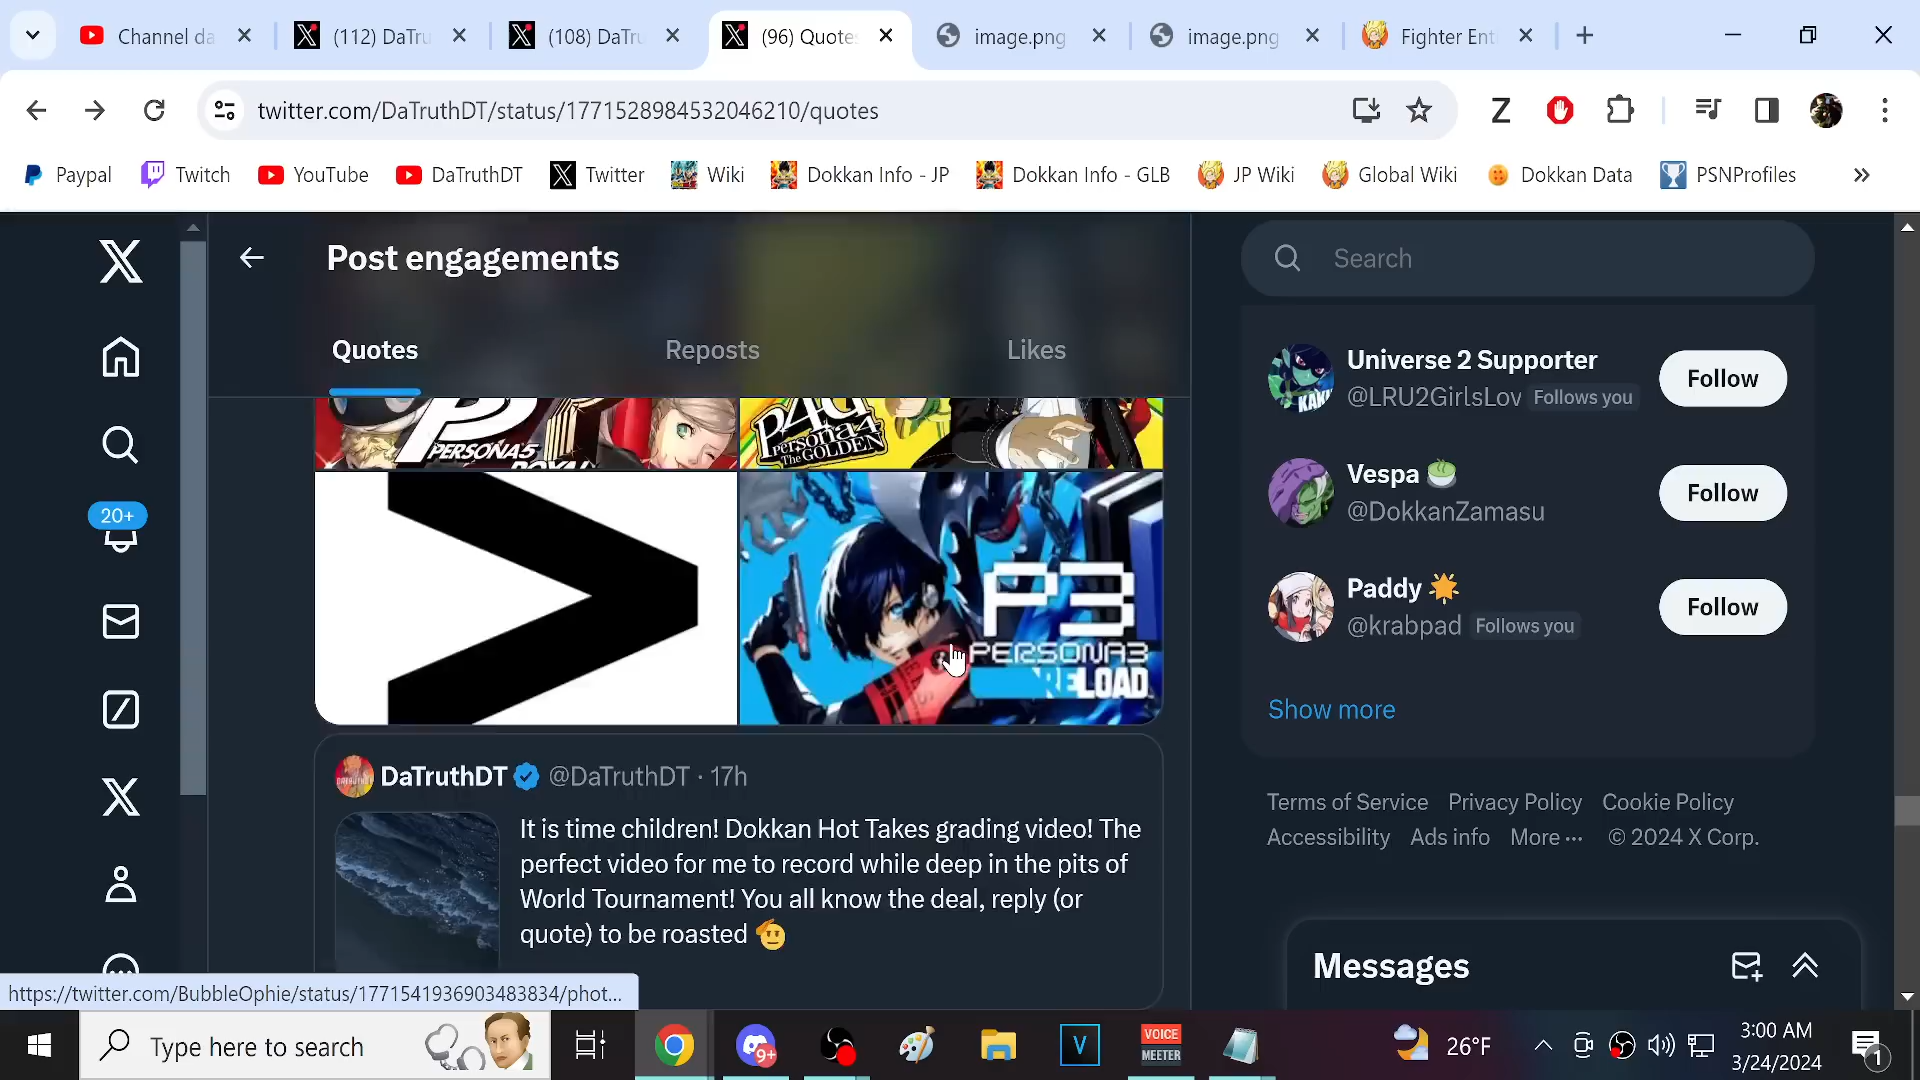 Channel da
(112) DaTru
(108) DaTru
(96) Quotes
image.png
image.png
Fighter Ent
twitter.com/DaTruthDT/status/1771528984532046210/quotes
Z
Paypal
Twitch
YouTube
DaTruthDT
Twitter
Wiki
Dokkan Info - JP
Dokkan Info - GLB
JP Wiki
Global Wiki
Dokkan Data
PSNProfiles
Post engagements
Search
Quotes
Reposts
Likes
PERSONA5
ROYAL
P4G
Persona4
The GOLDEN
>
P3
PERSONA3
RELOAD
20+
Universe 2 Supporter
@LRU2GirlsLov Follows you
Follow
Vespa 🍵
@DokkanZamasu
Follow
Paddy 🌟
@krabpad Follows you
Follow
Show more
DaTruthDT @DaTruthDT · 17h
It is time children! Dokkan Hot Takes grading video! The
perfect video for me to record while deep in the pits of
World Tournament! You all know the deal, reply (or
quote) to be roasted 🫡
Terms of Service Privacy Policy Cookie Policy
Accessibility Ads info More ··· © 2024 X Corp.
Messages
https://twitter.com/BubbleOphie/status/1771541936903483834/phot...
Type here to search
9+
V
VOICE
MEETER
26°F
3:00 AM
3/24/2024
1